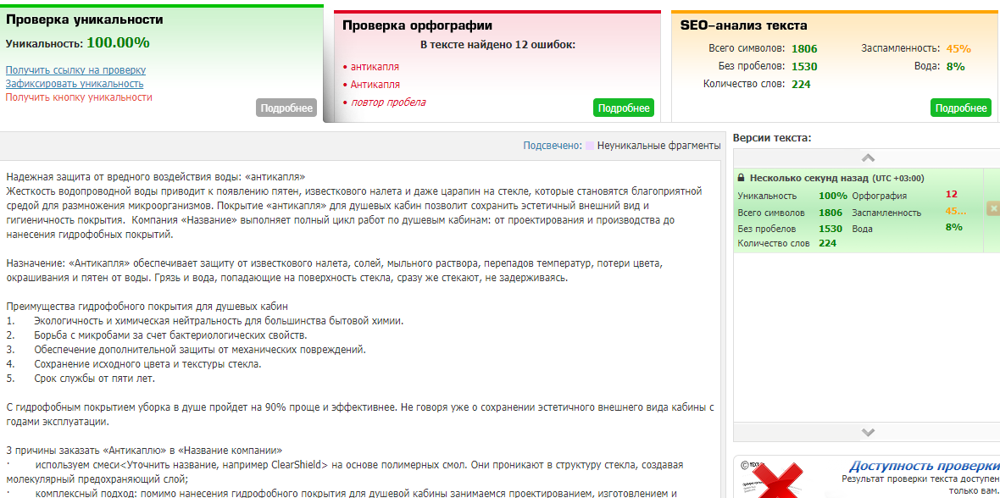 Проверка уникальности
Уникальность: 100.00%
Получить ссылку на проверку
Зафиксировать уникальность
Получить кнопку уникальности
Подробнее
Проверка орфографии
В тексте найдено 12 ошибок:
• антикапля
• Антикапля
• повтор пробела
Подробнее
SEO–анализ текста
Всего символов: 1806 Заспамленность: 45%
Без пробелов: 1530 Вода: 8%
Количество слов: 224
Подробнее
Подсвечено: Неуникальные фрагменты
Надежная защита от вредного воздействия воды: «антикапля»
Жесткость водопроводной воды приводит к появлению пятен, известкового налета и даже царапин на стекле, которые становятся благоприятной
средой для размножения микроорганизмов. Покрытие «антикапля» для душевых кабин позволит сохранить эстетичный внешний вид и
гигиеничность покрытия. Компания «Название» выполняет полный цикл работ по душевым кабинам: от проектирования и производства до
нанесения гидрофобных покрытий.
Назначение: «Антикапля» обеспечивает защиту от известкового налета, солей, мыльного раствора, перепадов температур, потери цвета,
окрашивания и пятен от воды. Грязь и вода, попадающие на поверхность стекла, сразу же стекают, не задерживаясь.
Преимущества гидрофобного покрытия для душевых кабин
1. Экологичность и химическая нейтральность для большинства бытовой химии.
2. Борьба с микробами за счет бактериологических свойств.
3. Обеспечение дополнительной защиты от механических повреждений.
4. Сохранение исходного цвета и текстуры стекла.
5. Срок службы от пяти лет.
С гидрофобным покрытием уборка в душе пройдет на 90% проще и эффективнее. Не говоря уже о сохранении эстетичного внешнего вида кабины с
годами эксплуатации.
3 причины заказать «Антикаплю» в «Название компании»
· используем смеси<Уточнить название, например ClearShield> на основе полимерных смол. Они проникают в структуру стекла, создавая
молекулярный предохраняющий слой;
· комплексный подход: помимо нанесения гидрофобного покрытия для душевой кабины занимаемся проектированием, изготовлением и
Версии текста:
Несколько секунд назад (UTC +03:00)
Уникальность 100% Орфография 12
Всего символов 1806 Заспамленность 45...
Без пробелов 1530 Вода 8%
Количество слов 224
Доступность проверки
Результат проверки текста доступен
только вам.